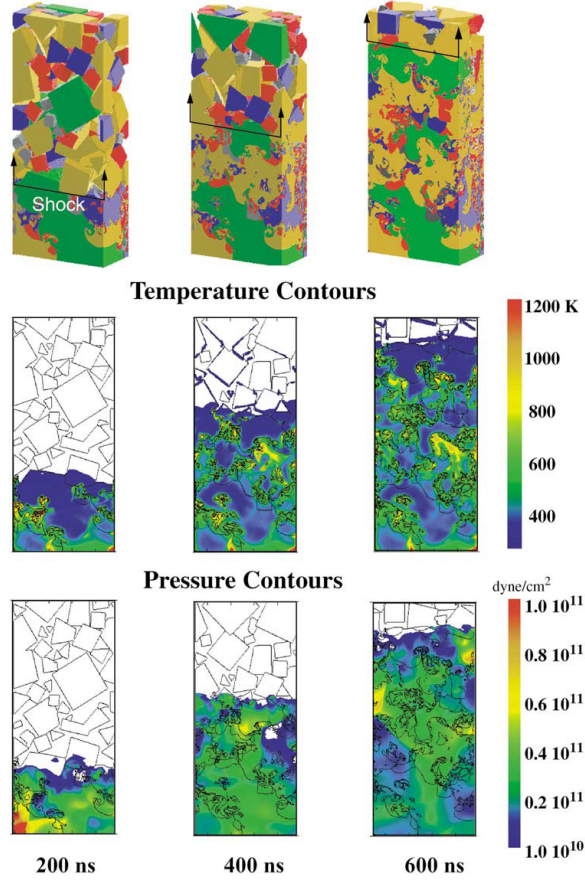 Shock
Temperature Contours
1200 K
1000
800
600
400
Pressure Contours
dyne/cm²
1.0 10¹¹
0.8 10¹¹
0.6 10¹¹
0.4 10¹¹
0.2 10¹¹
1.0 10¹⁰
200 ns
400 ns
600 ns